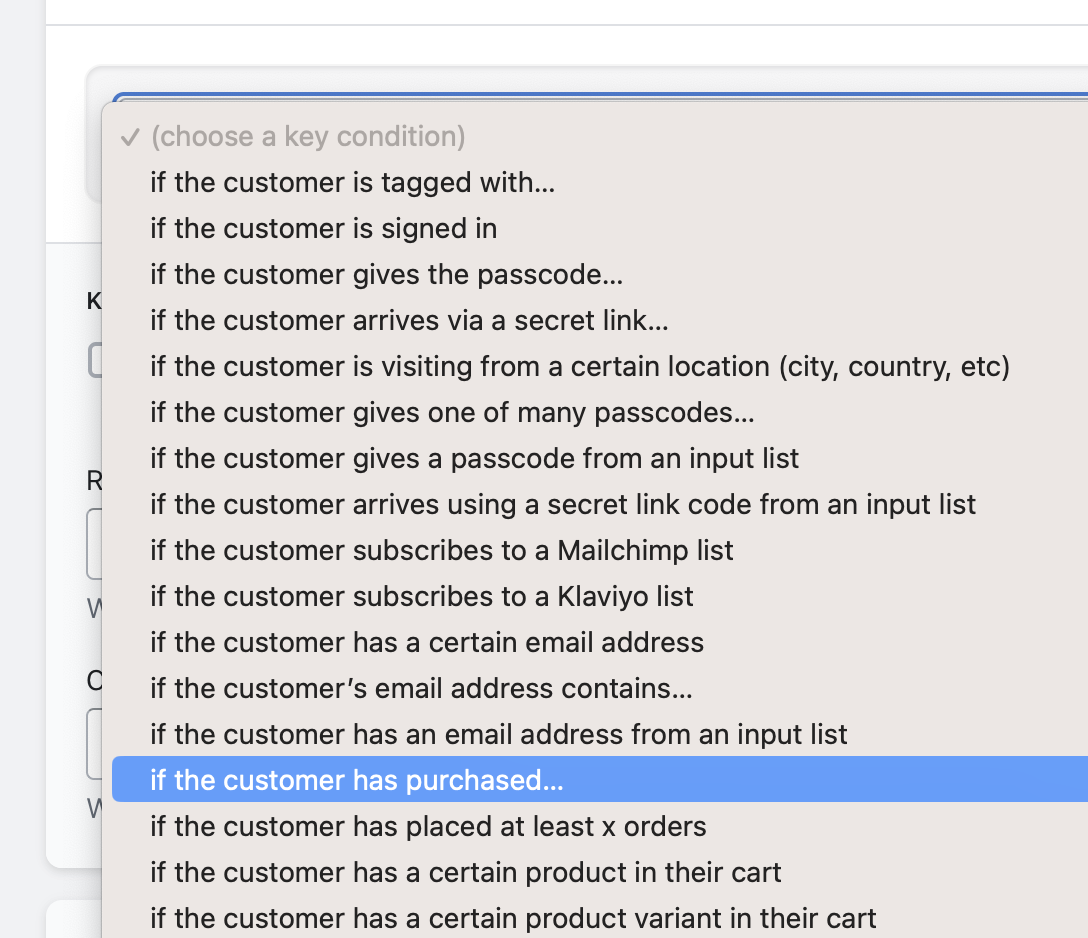 (choose a key condition)
if the customer is tagged with...
if the customer is signed in
if the customer gives the passcode...
if the customer arrives via a secret link...
if the customer is visiting from a certain location (city, country, etc)
if the customer gives one of many passcodes...
if the customer gives a passcode from an input list
if the customer arrives using a secret link code from an input list
if the customer subscribes to a Mailchimp list
if the customer subscribes to a Klaviyo list
if the customer has a certain email address
if the customer’s email address contains...
if the customer has an email address from an input list
if the customer has purchased...
if the customer has placed at least x orders
if the customer has a certain product in their cart
if the customer has a certain product variant in their cart